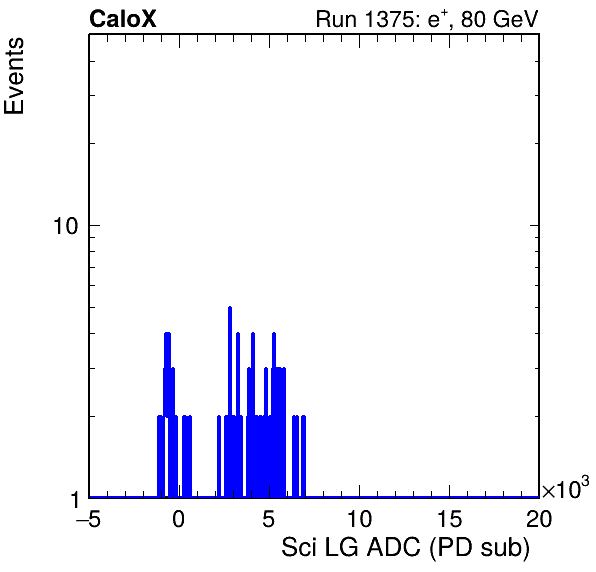 CaloX Run 1375: e⁺, 80 GeV
Events
10
1
−5 0 5 10 15 20 ×10³
Sci LG ADC (PD sub)